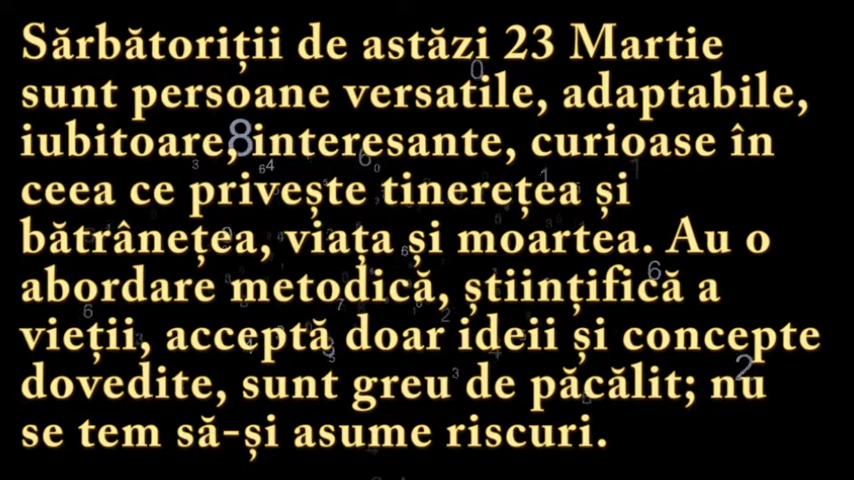 Sărbătoriții de astăzi 23 Martie
sunt persoane versatile, adaptabile,
iubitoare, interesante, curioase în
ceea ce privește tinerețea și
bătrânețea, viața și moartea. Au o
abordare metodică, științifică a
vieții, acceptă doar ideii și concepte
dovedite, sunt greu de păcălit; nu
se tem să-și asume riscuri.